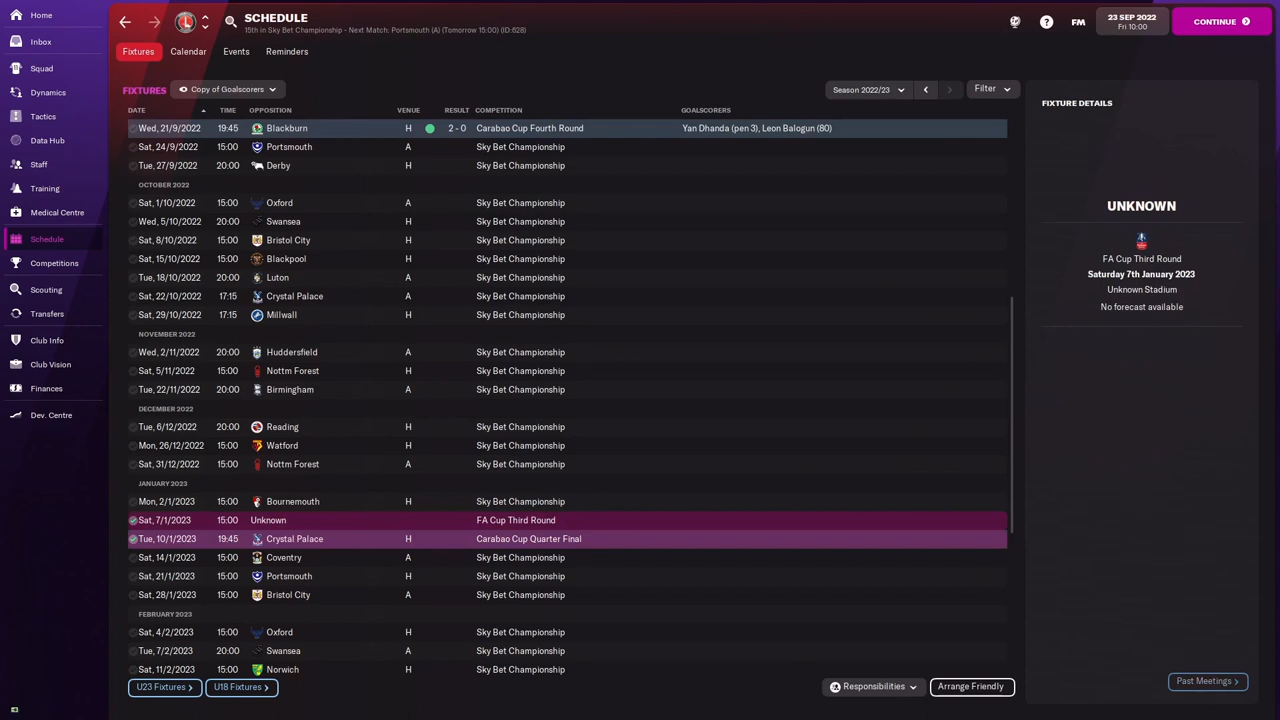 Home
Inbox
Squad
Dynamics
Tactics
Data Hub
Staff
Training
Medical Centre
Schedule
Competitions
Scouting
Transfers
Club Info
Club Vision
Finances
Dev. Centre
SCHEDULE
15th in Sky Bet Championship - Next Match: Portsmouth (A) (Tomorrow 15:00) (ID:628)
FM
23 SEP 2022
Fri 10:00
CONTINUE
Fixtures Calendar Events Reminders
FIXTURES Copy of Goalscorers Season 2022/23 Filter
DATE TIME OPPOSITION VENUE RESULT COMPETITION GOALSCORERS
Wed, 21/9/2022 19:45 Blackburn H 2 - 0 Carabao Cup Fourth Round Yan Dhanda (pen 3), Leon Balogun (80)
Sat, 24/9/2022 15:00 Portsmouth A Sky Bet Championship
Tue, 27/9/2022 20:00 Derby H Sky Bet Championship
OCTOBER 2022
Sat, 1/10/2022 15:00 Oxford A Sky Bet Championship
Wed, 5/10/2022 20:00 Swansea H Sky Bet Championship
Sat, 8/10/2022 15:00 Bristol City H Sky Bet Championship
Sat, 15/10/2022 15:00 Blackpool H Sky Bet Championship
Tue, 18/10/2022 20:00 Luton A Sky Bet Championship
Sat, 22/10/2022 17:15 Crystal Palace A Sky Bet Championship
Sat, 29/10/2022 17:15 Millwall H Sky Bet Championship
NOVEMBER 2022
Wed, 2/11/2022 20:00 Huddersfield A Sky Bet Championship
Sat, 5/11/2022 15:00 Nottm Forest H Sky Bet Championship
Tue, 22/11/2022 20:00 Birmingham A Sky Bet Championship
DECEMBER 2022
Tue, 6/12/2022 20:00 Reading H Sky Bet Championship
Mon, 26/12/2022 15:00 Watford H Sky Bet Championship
Sat, 31/12/2022 15:00 Nottm Forest A Sky Bet Championship
JANUARY 2023
Mon, 2/1/2023 15:00 Bournemouth H Sky Bet Championship
Sat, 7/1/2023 15:00 Unknown FA Cup Third Round
Tue, 10/1/2023 19:45 Crystal Palace H Carabao Cup Quarter Final
Sat, 14/1/2023 15:00 Coventry A Sky Bet Championship
Sat, 21/1/2023 15:00 Portsmouth H Sky Bet Championship
Sat, 28/1/2023 15:00 Bristol City A Sky Bet Championship
FEBRUARY 2023
Sat, 4/2/2023 15:00 Oxford H Sky Bet Championship
Tue, 7/2/2023 20:00 Swansea A Sky Bet Championship
Sat, 11/2/2023 15:00 Norwich H Sky Bet Championship
U23 Fixtures U18 Fixtures Responsibilities Arrange Friendly
FIXTURE DETAILS
UNKNOWN
FA Cup Third Round
Saturday 7th January 2023
Unknown Stadium
No forecast available
Past Meetings